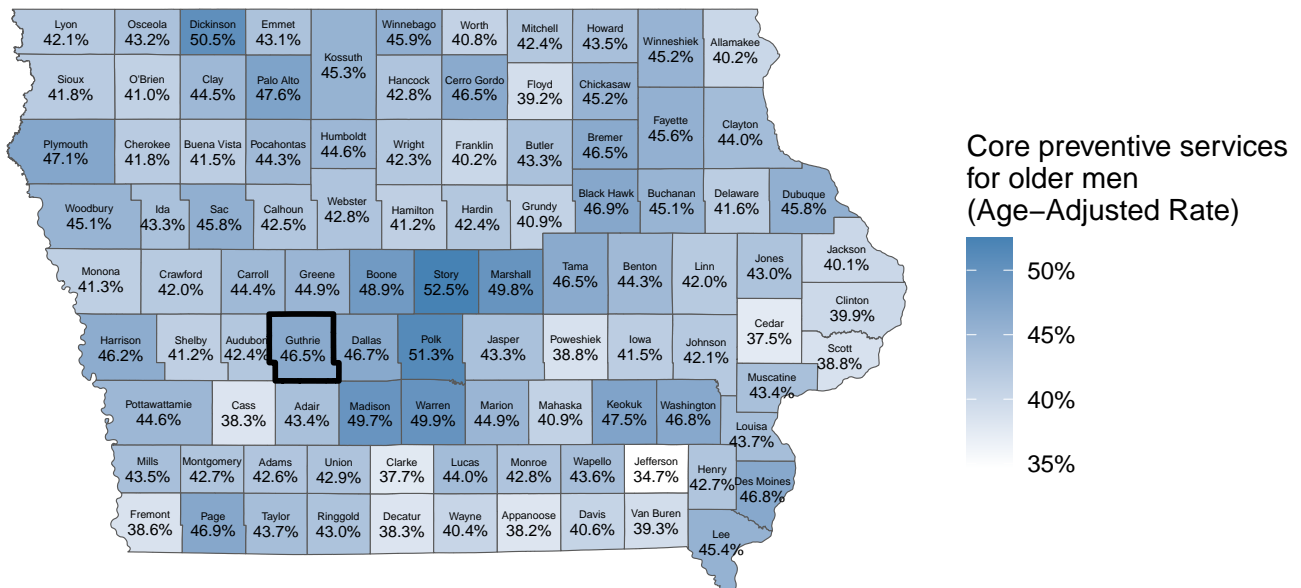 Lyon
42.1%
Osceola
43.2%
Dickinson
50.5%
Emmet
43.1%
Kossuth
45.3%
Winnebago
45.9%
Worth
40.8%
Mitchell
42.4%
Howard
43.5%
Winneshiek
45.2%
Allamakee
40.2%
Sioux
41.8%
O'Brien
41.0%
Clay
44.5%
Palo Alto
47.6%
Hancock
42.8%
Cerro Gordo
46.5%
Floyd
39.2%
Chickasaw
45.2%
Fayette
45.6%
Clayton
44.0%
Plymouth
47.1%
Cherokee
41.8%
Buena Vista
41.5%
Pocahontas
44.3%
Humboldt
44.6%
Wright
42.3%
Franklin
40.2%
Butler
43.3%
Bremer
46.5%
Woodbury
45.1%
Ida
43.3%
Sac
45.8%
Calhoun
42.5%
Webster
42.8%
Hamilton
41.2%
Hardin
42.4%
Grundy
40.9%
Black Hawk
46.9%
Buchanan
45.1%
Delaware
41.6%
Dubuque
45.8%
Monona
41.3%
Crawford
42.0%
Carroll
44.4%
Greene
44.9%
Boone
48.9%
Story
52.5%
Marshall
49.8%
Tama
46.5%
Benton
44.3%
Linn
42.0%
Jones
43.0%
Jackson
40.1%
Clinton
39.9%
Harrison
46.2%
Shelby
41.2%
Audubon
42.4%
Guthrie
46.5%
Dallas
46.7%
Polk
51.3%
Jasper
43.3%
Poweshiek
38.8%
Iowa
41.5%
Johnson
42.1%
Cedar
37.5%
Scott
38.8%
Muscatine
43.4%
Pottawattamie
44.6%
Cass
38.3%
Adair
43.4%
Madison
49.7%
Warren
49.9%
Marion
44.9%
Mahaska
40.9%
Keokuk
47.5%
Washington
46.8%
Louisa
43.7%
Mills
43.5%
Montgomery
42.7%
Adams
42.6%
Union
42.9%
Clarke
37.7%
Lucas
44.0%
Monroe
42.8%
Wapello
43.6%
Jefferson
34.7%
Henry
42.7%
Des Moines
46.8%
Fremont
38.6%
Page
46.9%
Taylor
43.7%
Ringgold
43.0%
Decatur
38.3%
Wayne
40.4%
Appanoose
38.2%
Davis
40.6%
Van Buren
39.3%
Lee
45.4%
Core preventive services
for older men
(Age−Adjusted Rate)
50%
45%
40%
35%